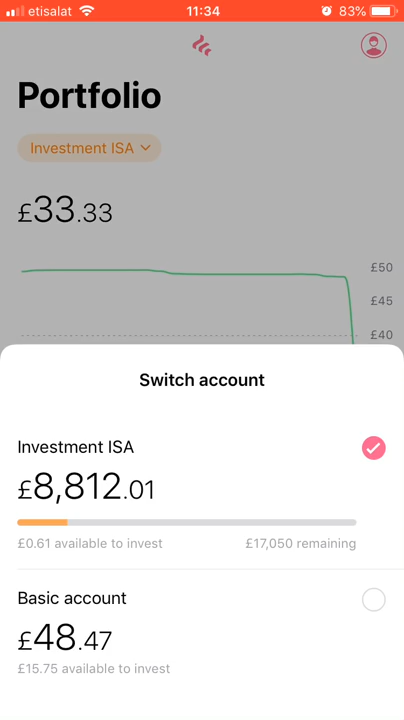 etisalat 11:34 83%
Portfolio
Investment ISA
£33.33
£50
£45
£40
Switch account
Investment ISA
£8,812.01
£0.61 available to invest £17,050 remaining
Basic account
£48.47
£15.75 available to invest